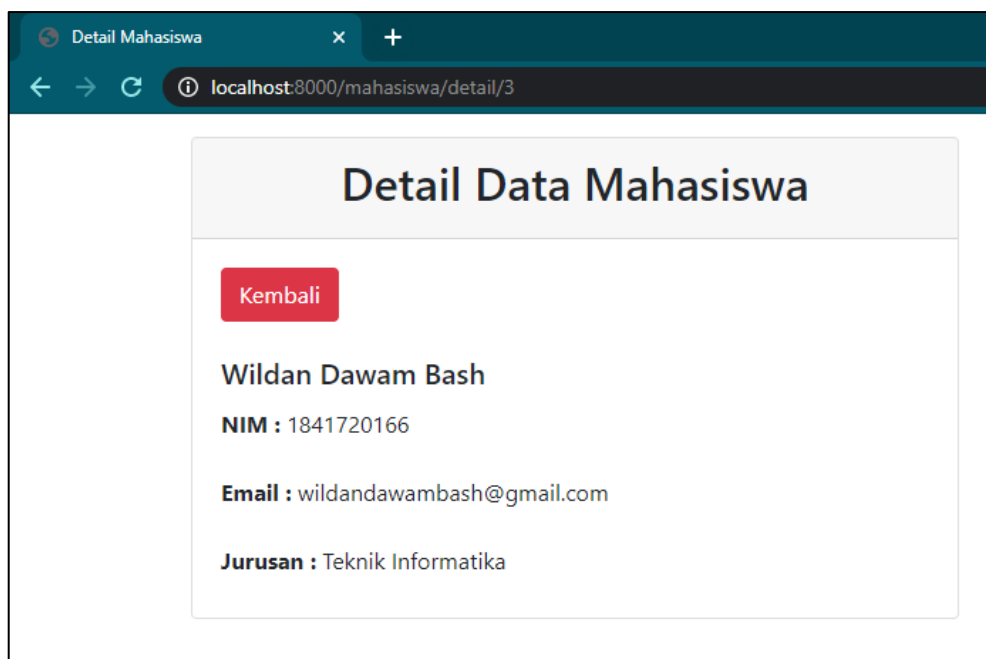 Detail Mahasiswa
localhost:8000/mahasiswa/detail/3
Detail Data Mahasiswa
Kembali
Wildan Dawam Bash
NIM : 1841720166
Email : wildandawambash@gmail.com
Jurusan : Teknik Informatika